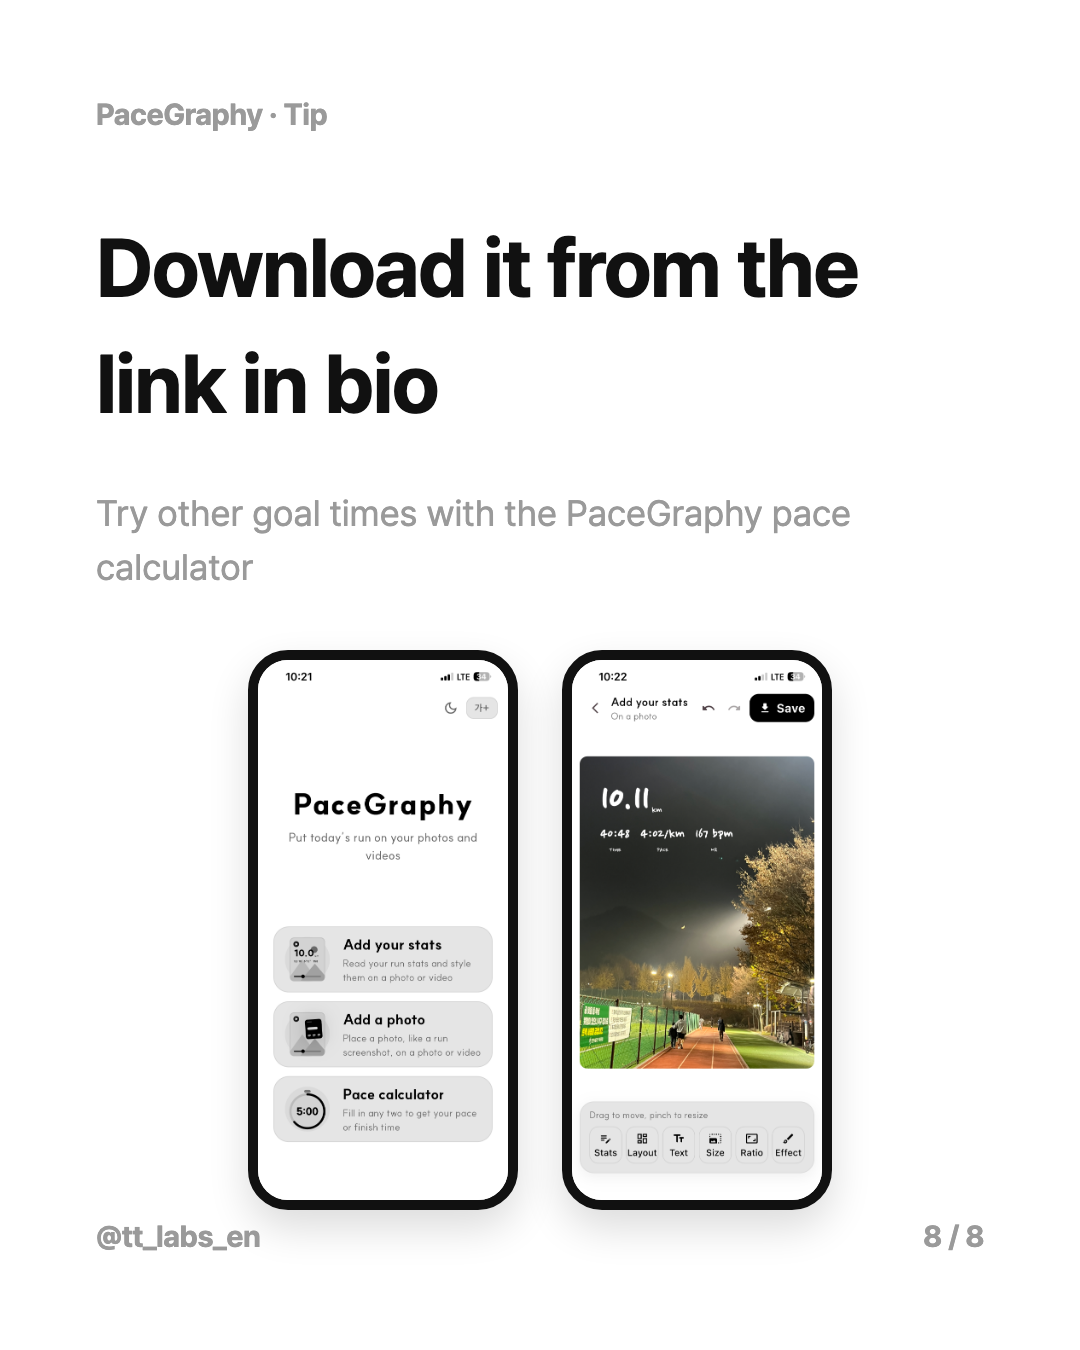 PaceGraphy · Tip
Download it from the
link in bio
Try other goal times with the PaceGraphy pace
calculator
10:21
LTE
가+
PaceGraphy
Put today's run on your photos and
videos
10.0
Add your stats
Read your run stats and style
them on a photo or video
Add a photo
Place a photo, like a run
screenshot, on a photo or video
5:00
Pace calculator
Fill in any two to get your pace
or finish time
10:22
LTE
Add your stats
On a photo
Save
10.11 km
40:48 4:02/km 167 bpm
Drag to move, pinch to resize
Stats Layout Text Size Ratio Effect
@tt_labs_en
8 / 8